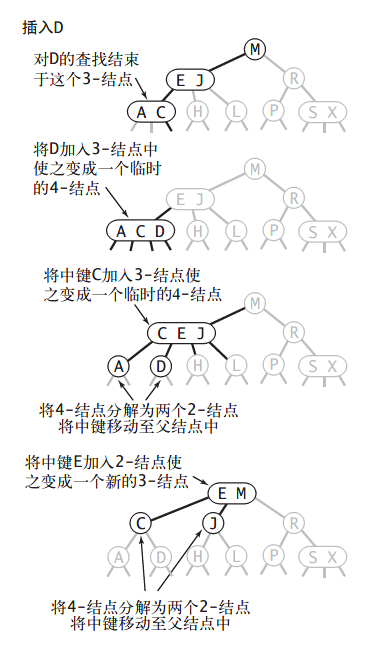 插入D
对D的查找结束
于这个3-结点
M
E J
R
A C
H
L
P
S X
将D加入3-结点中
使之变成一个临时
的4-结点
M
E J
R
A C D
H
L
P
S X
将中键C加入3-结点使
之变成一个临时的4-结点
M
C E J
R
A
D
H
L
P
S X
将4-结点分解为两个2-结点
将中键移动至父结点中
将中键E加入2-结点使
之变成一个新的3-结点
E M
C
J
R
A
D
H
L
P
S X
将4-结点分解为两个2-结点
将中键移动至父结点中